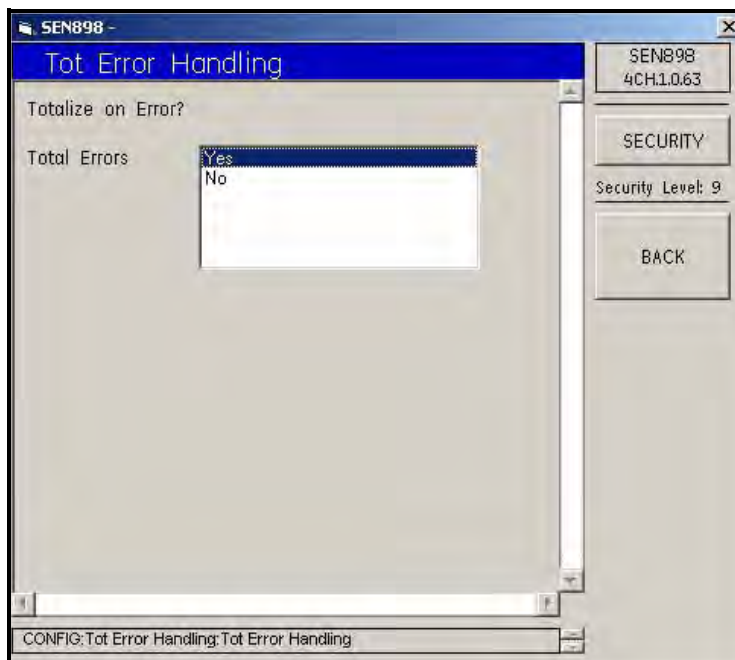 SEN898 -
Tot Error Handling
SEN898
4CH.1.0.63
Totalize on Error?
SECURITY
Total Errors
Yes
No
Security Level: 9
BACK
CONFIG:Tot Error Handling:Tot Error Handling